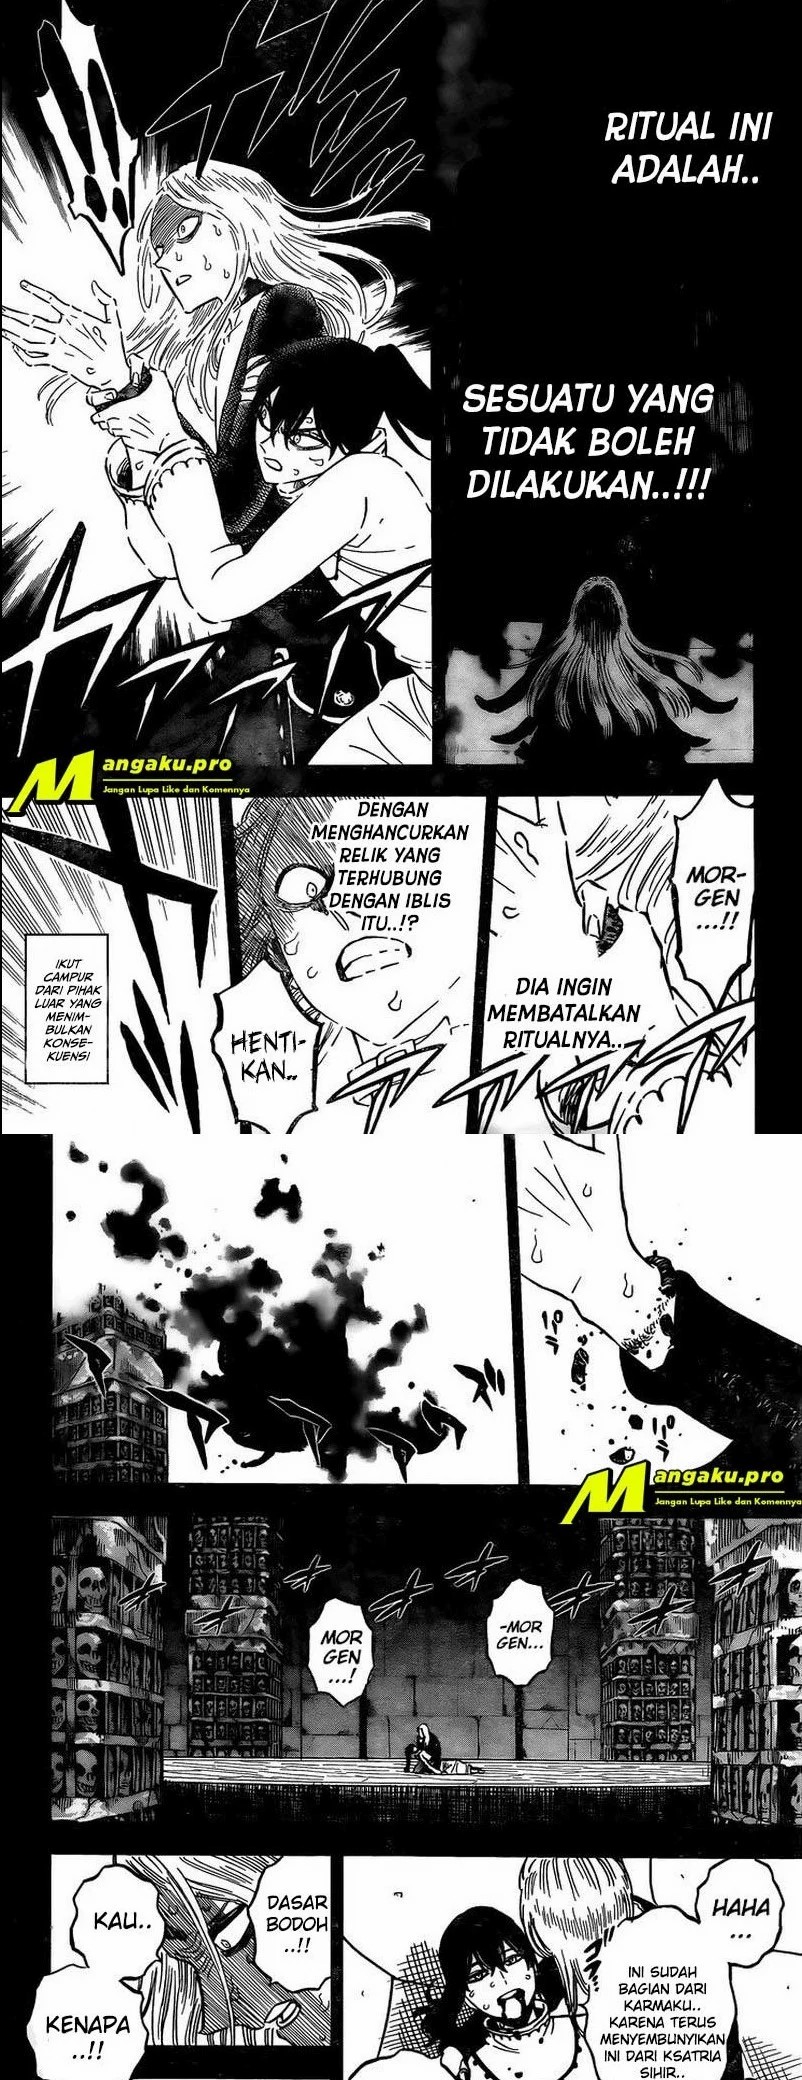 RITUAL INI
ADALAH..
SESUATU YANG
TIDAK BOLEH
DILAKUKAN..!!!
Mangaku.pro
Jangan Lupa Like dan Komennya
MOR-
GEN
...!!
DIA INGIN
MEMBATALKAN
RITUALNYA..
DENGAN
MENGHANCURKAN
RELIK YANG
TERHUBUNG
DENGAN IBLIS
ITU..!?
HENTI-
KAN..
IKUT
CAMPUR
DARI PIHAK
LUAR YANG
MENIM-
BULKAN
KONSE-
KUENSI
Mangaku.pro
Jangan Lupa Like dan Komennya
-MOR
GEN...
MOR
GEN
...!
HAHA
...
INI SUDAH
BAGIAN DARI
KARMAKU..
KARENA TERUS
MENYEMBUNYIKAN
INI DARI KSATRIA
SIHIR..
DASAR
BODOH
..!!
KAU..
KENAPA
..!!